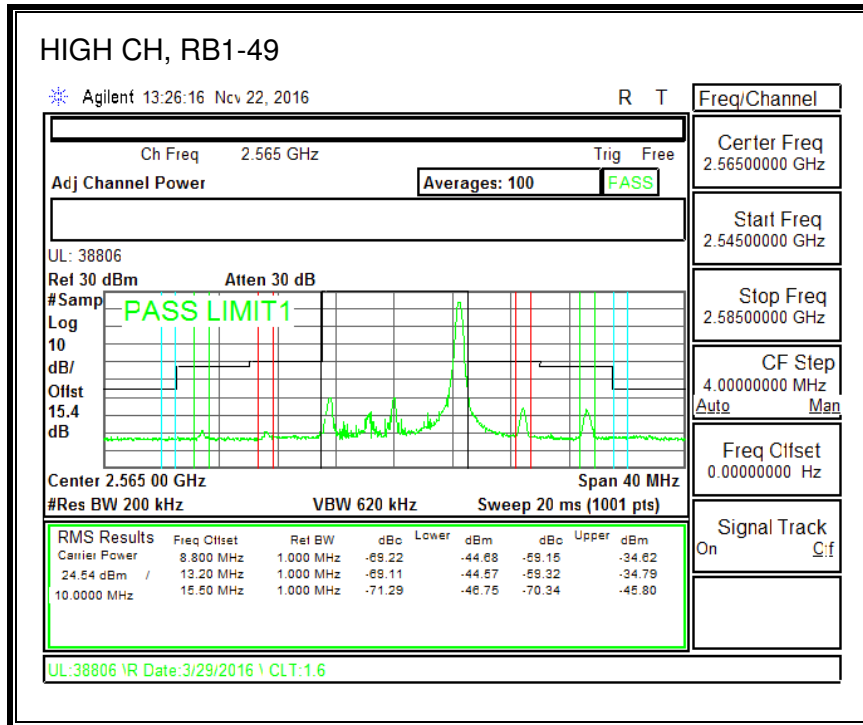 HIGH CH, RB1-49
Agilent 13:26:16 Nov 22, 2016 R T
Freq/Channel
Ch Freq 2.565 GHz Trig Free
Adj Channel Power Averages: 100 PASS
Center Freq
2.56500000 GHz
Start Freq
2.54500000 GHz
Stop Freq
2.58500000 GHz
CF Step
4.00000000 MHz
Auto Man
Freq Offset
0.00000000 Hz
Signal Track
On Off
UL: 38806
Ref 30 dBm Atten 30 dB
#Samp
Log
10
dB/
Offst
15.4
dB
PASS LIMIT1
Center 2.565 00 GHz Span 40 MHz
#Res BW 200 kHz VBW 620 kHz Sweep 20 ms (1001 pts)
RMS Results Freq Offset Ref BW dBc Lower dBm dBc Upper dBm
Carrier Power 8.800 MHz 1.000 MHz -69.22 -44.68 -59.15 -34.62
24.54 dBm / 13.20 MHz 1.000 MHz -69.11 -44.57 -59.32 -34.79
10.0000 MHz 15.50 MHz 1.000 MHz -71.29 -46.75 -70.34 -45.80
UL:38806 \R Date:3/29/2016 \ CLT:1.6